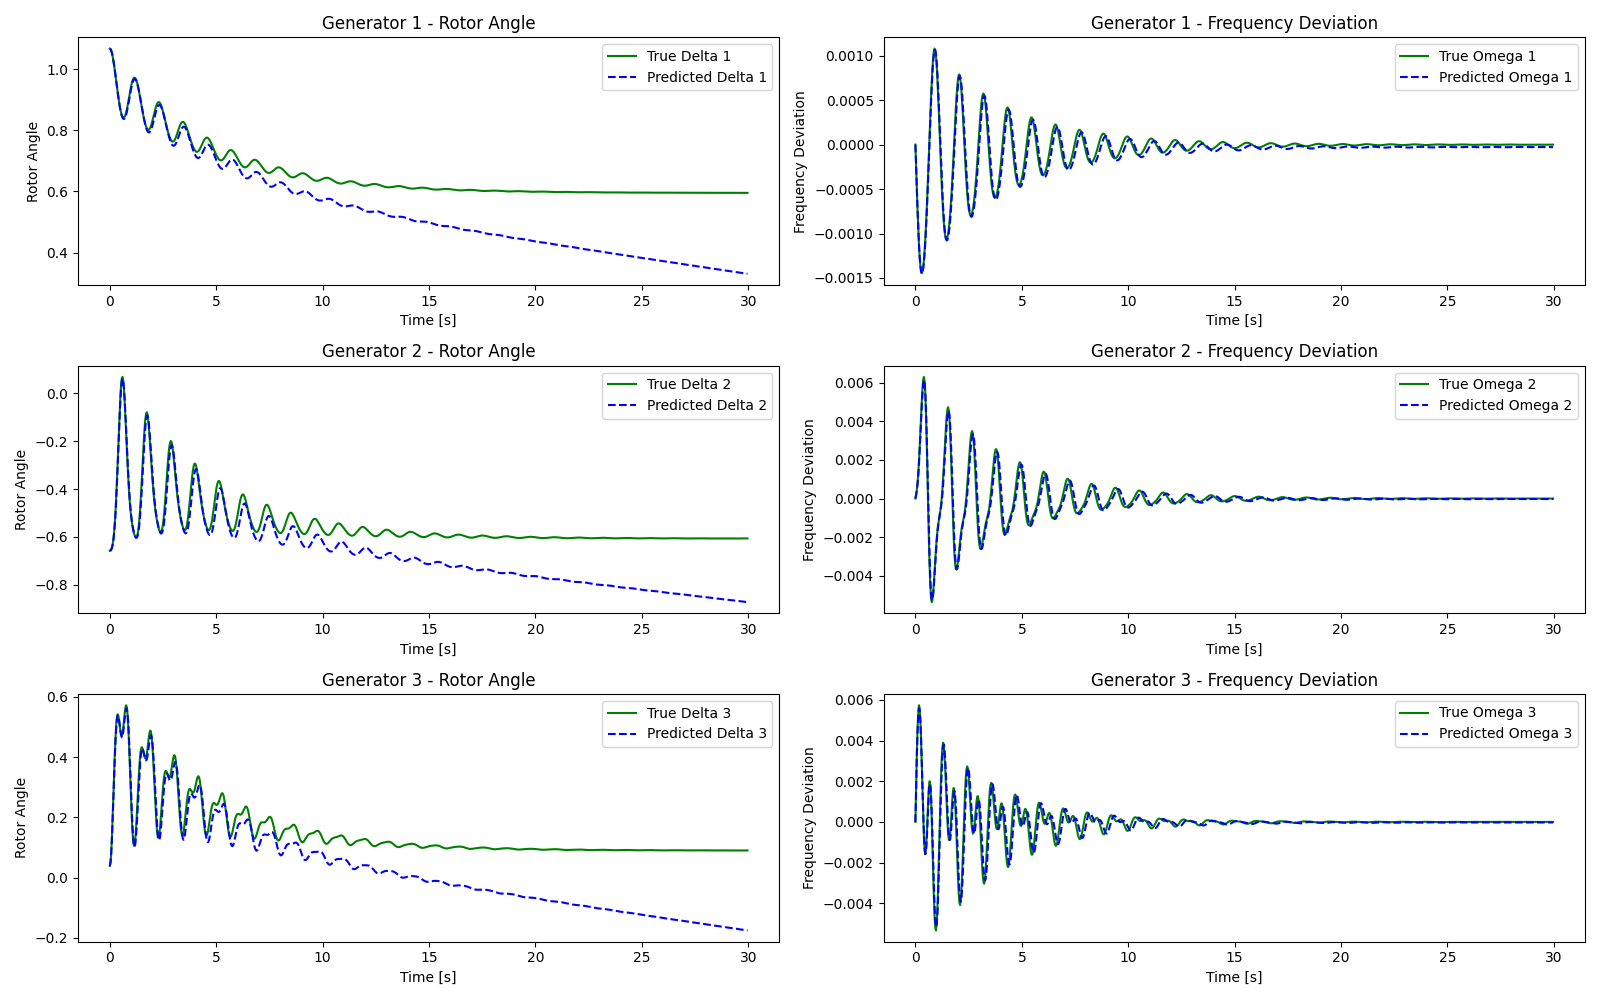 Generator 1 - Rotor Angle
True Delta 1
Predicted Delta 1
Rotor Angle
1.0
0.8
0.6
0.4
0
5
10
15
20
25
30
Time [s]
Generator 1 - Frequency Deviation
True Omega 1
Predicted Omega 1
Frequency Deviation
0.0010
0.0005
0.0000
−0.0005
−0.0010
−0.0015
0
5
10
15
20
25
30
Time [s]
Generator 2 - Rotor Angle
True Delta 2
Predicted Delta 2
Rotor Angle
0.0
−0.2
−0.4
−0.6
−0.8
0
5
10
15
20
25
30
Time [s]
Generator 2 - Frequency Deviation
True Omega 2
Predicted Omega 2
Frequency Deviation
0.006
0.004
0.002
0.000
−0.002
−0.004
0
5
10
15
20
25
30
Time [s]
Generator 3 - Rotor Angle
True Delta 3
Predicted Delta 3
Rotor Angle
0.6
0.4
0.2
0.0
−0.2
0
5
10
15
20
25
30
Time [s]
Generator 3 - Frequency Deviation
True Omega 3
Predicted Omega 3
Frequency Deviation
0.006
0.004
0.002
0.000
−0.002
−0.004
0
5
10
15
20
25
30
Time [s]